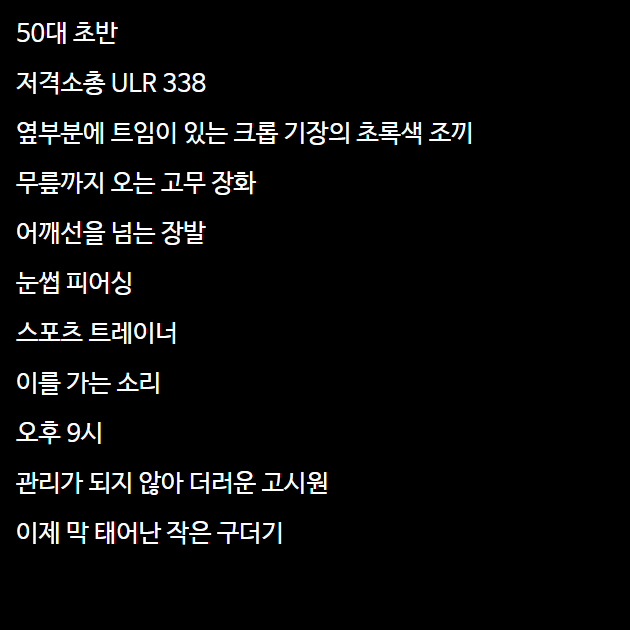 50대 초반
저격소총 ULR 338
옆부분에 트임이 있는 크롭 기장의 초록색 조끼
무릎까지 오는 고무 장화
어깨선을 넘는 장발
눈썹 피어싱
스포츠 트레이너
이를 가는 소리
오후 9시
관리가 되지 않아 더러운 고시원
이제 막 태어난 작은 구더기